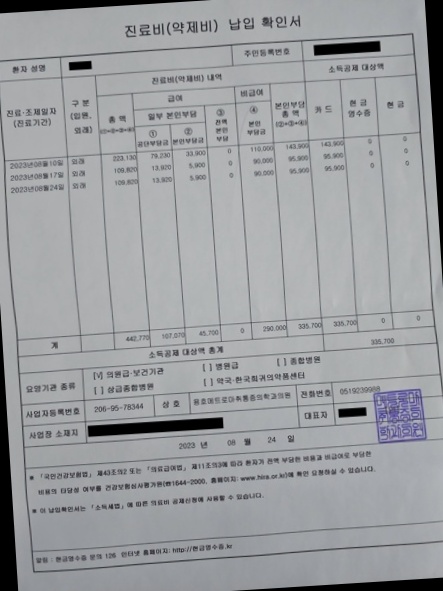 진료비(약제비) 납입 확인서
환자 성명 주민등록번호
진료·조제일자 (진료기간) 구 분 (입원, 외래) 진료비(약제비) 내역 소득공제 대상액
총 액 (①+②+③+④) 급여 비급여 본인부담 총 액 (②+③+④) 카 드 현 금 영수증 현 금
일부 본인부담 ③ 전액 본인 부담 ④ 본인 부담금
① 공단부담금 ② 본인부담금
2023년08월10일 외래 223,130 79,230 33,900 0 110,000 143,900 143,900 0 0
2023년08월17일 외래 109,820 13,920 5,900 0 90,000 95,900 95,900 0 0
2023년08월24일 외래 109,820 13,920 5,900 0 90,000 95,900 95,900 0 0
계 442,770 107,070 45,700 0 290,000 335,700 335,700 0 0
소득공제 대상액 총계 335,700
요양기관 종류 [√] 의원급·보건기관 [ ] 병원급 [ ] 종합병원
[ ] 상급종합병원 [ ] 약국·한국희귀의약품센터
사업자등록번호 206-95-78344 상 호 전화번호 0519239988
사업장 소재지 대표자
2023 년 08 월 24 일
※ 「국민건강보험법」 제43조의2 또는 「의료급여법」 제11조의3에 따라 환자가 전액 부담한 비용과 비급여로 부담한
비용의 타당성 여부를 건강보험심사평가원(☎1644-2000, 홈페이지: www.hira.or.kr)에 확인 요청하실 수 있습니다.
※ 이 납입확인서는 「소득세법」에 따른 의료비 공제신청에 사용할 수 있습니다.
알림 : 현금영수증 문의 126 인터넷 홈페이지: http://현금영수증.kr